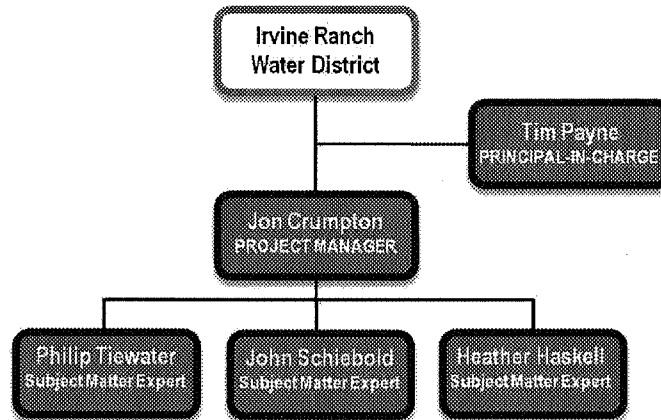 Irvine Ranch
Water District
Tim Payne
PRINCIPAL-IN-CHARGE
Jon Crumpton
PROJECT MANAGER
Philip Tiewater
Subject Matter Expert
John Schiebold
Subject Matter Expert
Heather Haskell
Subject Matter Expert